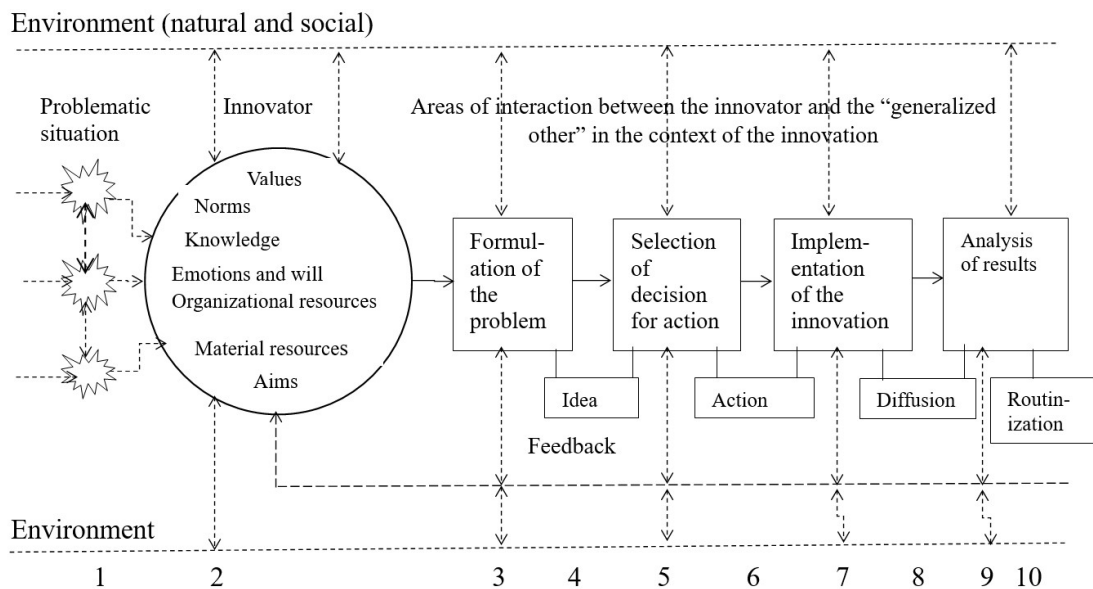 Environment (natural and social)
Problematic
situation
Innovator
Areas of interaction between the innovator and the “generalized
other” in the context of the innovation
Values
Norms
Knowledge
Emotions and will
Organizational resources
Material resources
Aims
Formul-
ation of
the
problem
Selection
of
decision
for action
Implem-
entation
of the
innovation
Analysis
of results
Idea
Action
Diffusion
Routin-
ization
Feedback
Environment
1 2 3 4 5 6 7 8 9 10